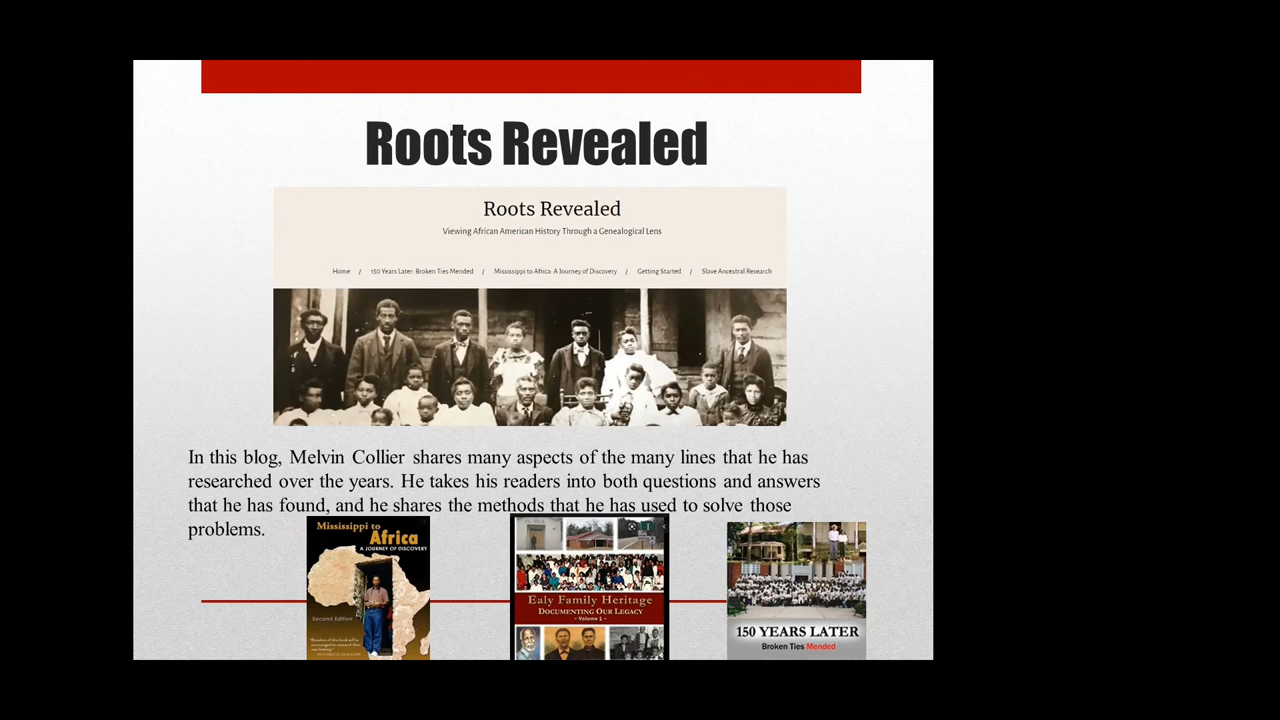 Roots Revealed
Roots Revealed
Viewing African American History Through a Genealogical Lens
Home / 150 Years Later: Broken Ties Mended / Mississippi to Africa: A Journey of Discovery / Getting Started / Slave Ancestral Research
In this blog, Melvin Collier shares many aspects of the many lines that he has
researched over the years. He takes his readers into both questions and answers
that he has found, and he shares the methods that he has used to solve those
problems.
Mississippi to
Africa
A JOURNEY OF DISCOVERY
Second Edition
Ealy Family Heritage
DOCUMENTING OUR LEGACY
~ Volume 1 ~
150 YEARS LATER
Broken Ties Mended